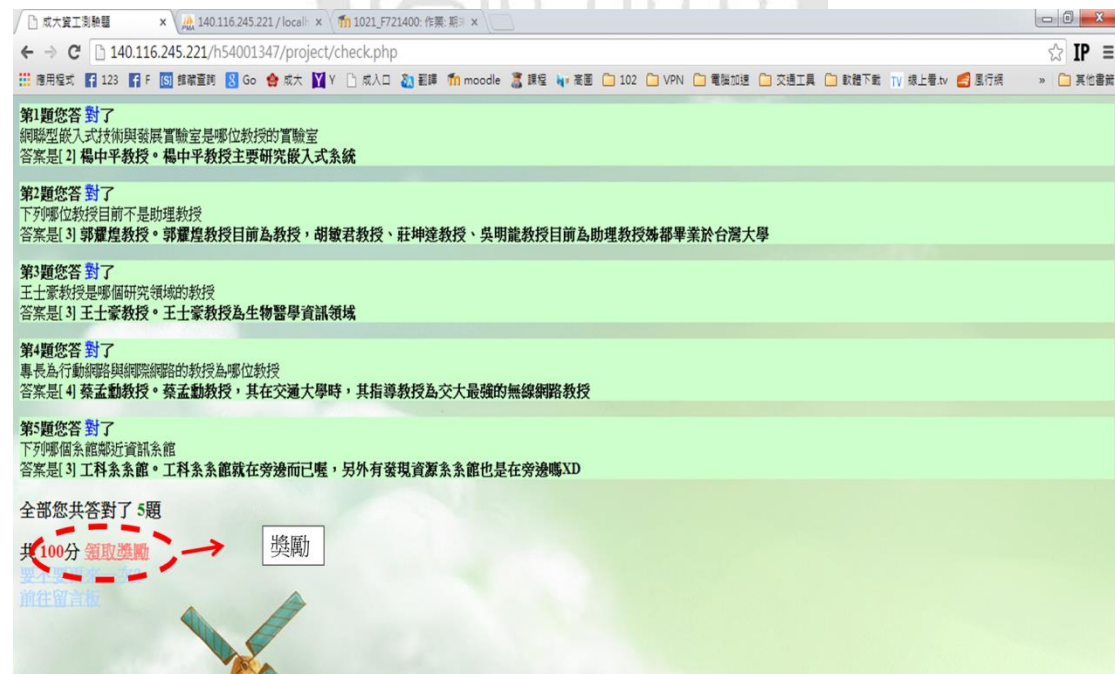 成大資工測驗題
140.116.245.221 / locall
1021_F721400: 作業: 期
140.116.245.221/h54001347/project/check.php
IP
應用程式 123 F 館藏查詢 Go 成大 Y 成入口 翻譯 moodle 課程 102 VPN 電腦加速 交通工具 軟體下載 線上看.tv 風行網 » 其他書籤
第1題您答 對了
網聯型嵌入式技術與發展實驗室是哪位教授的實驗室
答案是[ 2] 楊中平教授。楊中平教授主要研究嵌入式系統
第2題您答 對了
下列哪位教授目前不是助理教授
答案是[ 3] 郭耀煌教授。郭耀煌教授目前為教授,胡敏君教授、莊坤達教授、吳明龍教授目前為助理教授姊都畢業於台灣大學
第3題您答 對了
王士豪教授是哪個研究領域的教授
答案是[ 3] 王士豪教授。王士豪教授為生物醫學資訊領域
第4題您答 對了
專長為行動網路與網際網路的教授為哪位教授
答案是[ 4] 蔡孟勳教授。蔡孟勳教授,其在交通大學時,其指導教授為交大最強的無線網路教授
第5題您答 對了
下列哪個系館鄰近資訊系館
答案是[ 3] 工科系系館。工科系系館就在旁邊而已喔,另外有發現資源系系館也是在旁邊嗎XD
全部您共答對了 5題
共 100分 領取獎勵
獎勵
要不要再來一次?
前往留言板